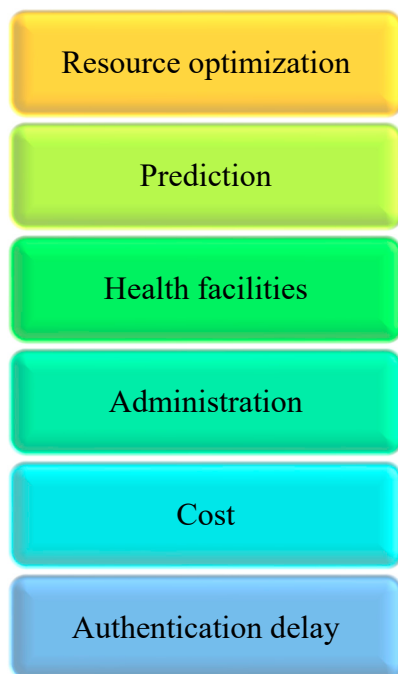 Resource optimization
Prediction
Health facilities
Administration
Cost
Authentication delay